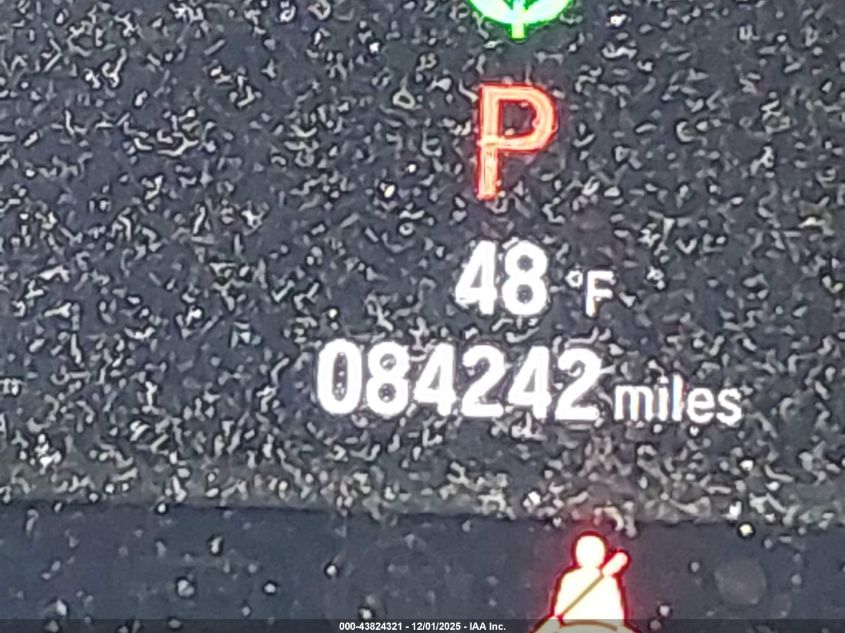 P
48 °F
084242 miles
000-43824321 - 12/01/2025 - IAA Inc.